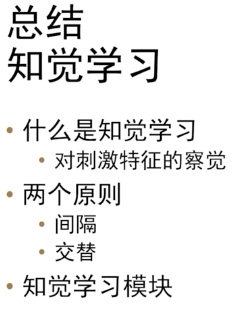 总结
知觉学习
• 什么是知觉学习
• 对刺激特征的察觉
• 两个原则
• 间隔
• 交替
• 知觉学习模块